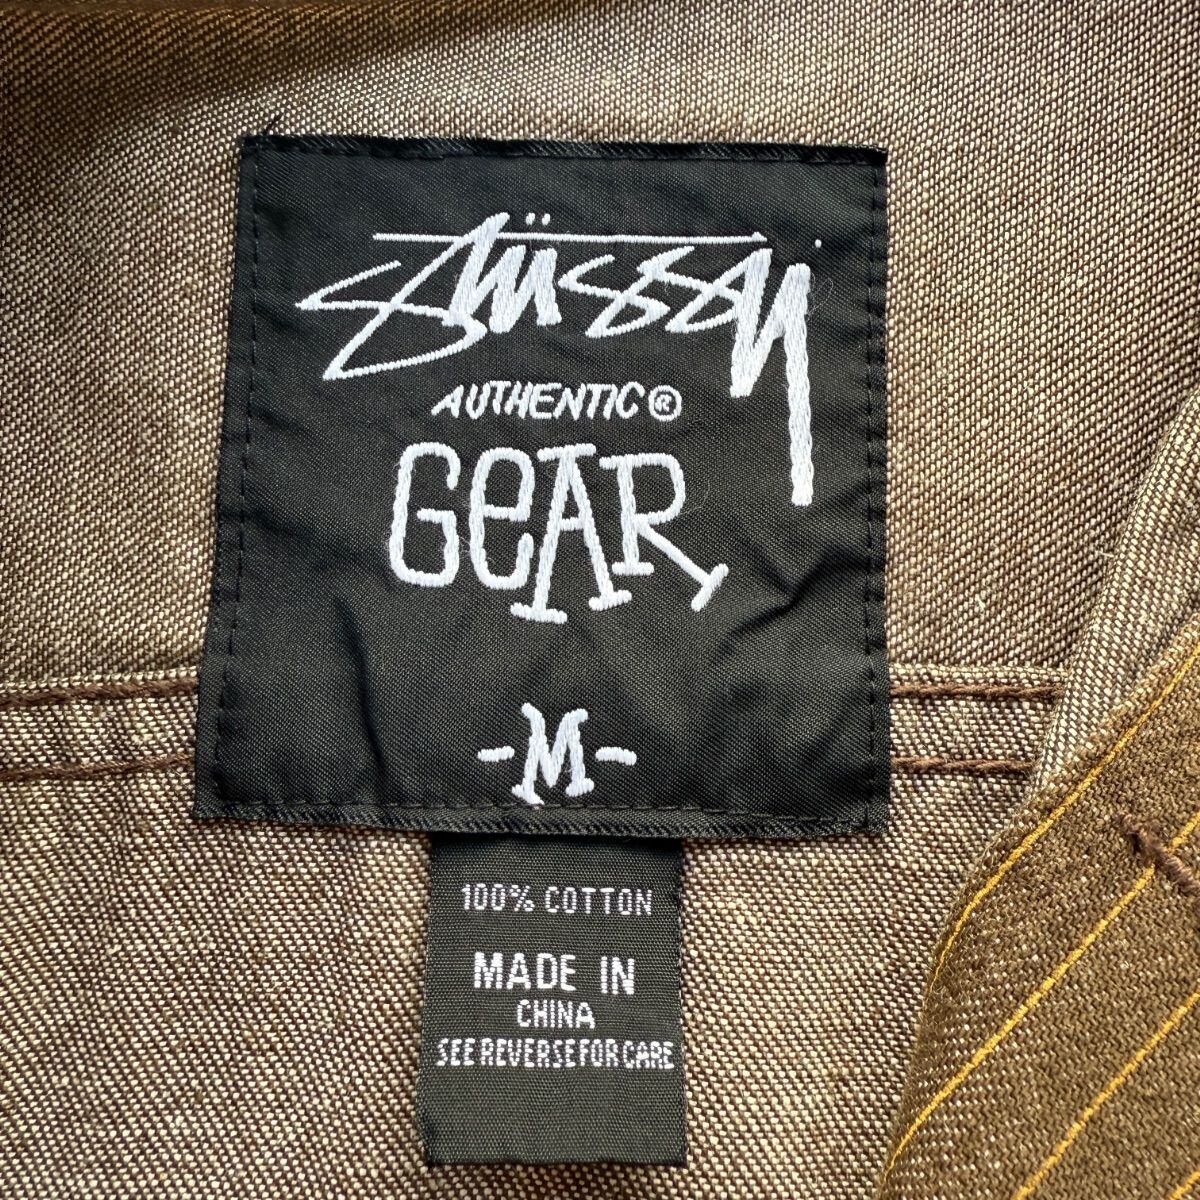 Stüssy
AUTHENTIC®
GeAR
-M-
100% COTTON
MADE IN
CHINA
SEE REVERSE FOR CARE